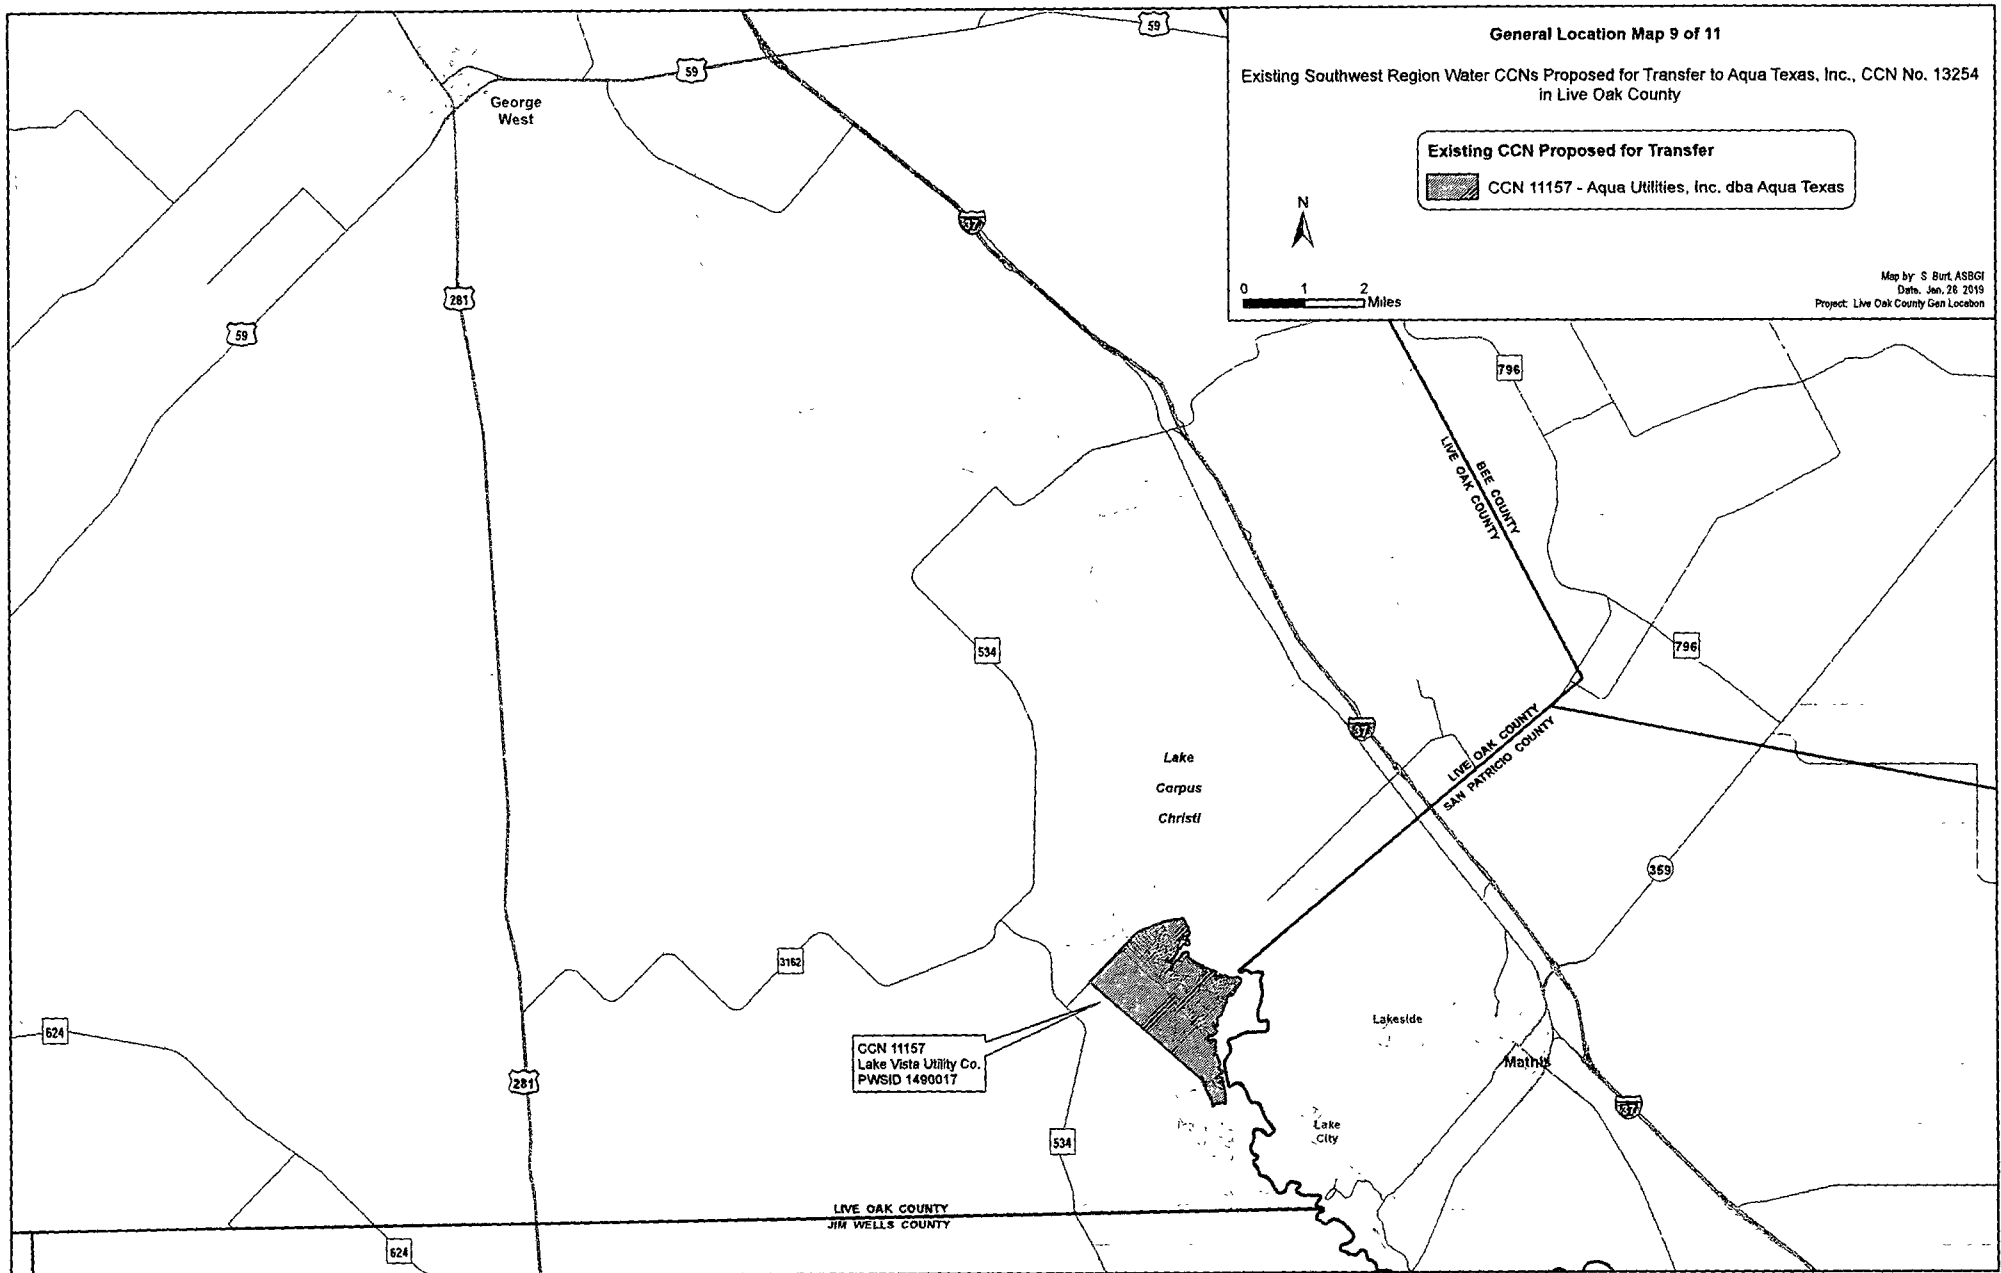 General Location Map 9 of 11
Existing Southwest Region Water CCNs Proposed for Transfer to Aqua Texas, Inc., CCN No. 13254
in Live Oak County
Existing CCN Proposed for Transfer
CCN 11157 - Aqua Utilities, Inc. dba Aqua Texas
N
0 1 2
Miles
Map by: S Burt, ASBGI
Date. Jan, 28 2019
Project: Live Oak County Gen Location
59
59
George
West
37
281
59
796
BEE COUNTY
LIVE OAK COUNTY
534
796
37
LIVE OAK COUNTY
SAN PATRICIO COUNTY
Lake
Corpus
Christi
359
3162
624
Lakeside
CCN 11157
Lake Vista Utility Co.
PWSID 1490017
Mathis
281
37
Lake
City
534
LIVE OAK COUNTY
JIM WELLS COUNTY
624